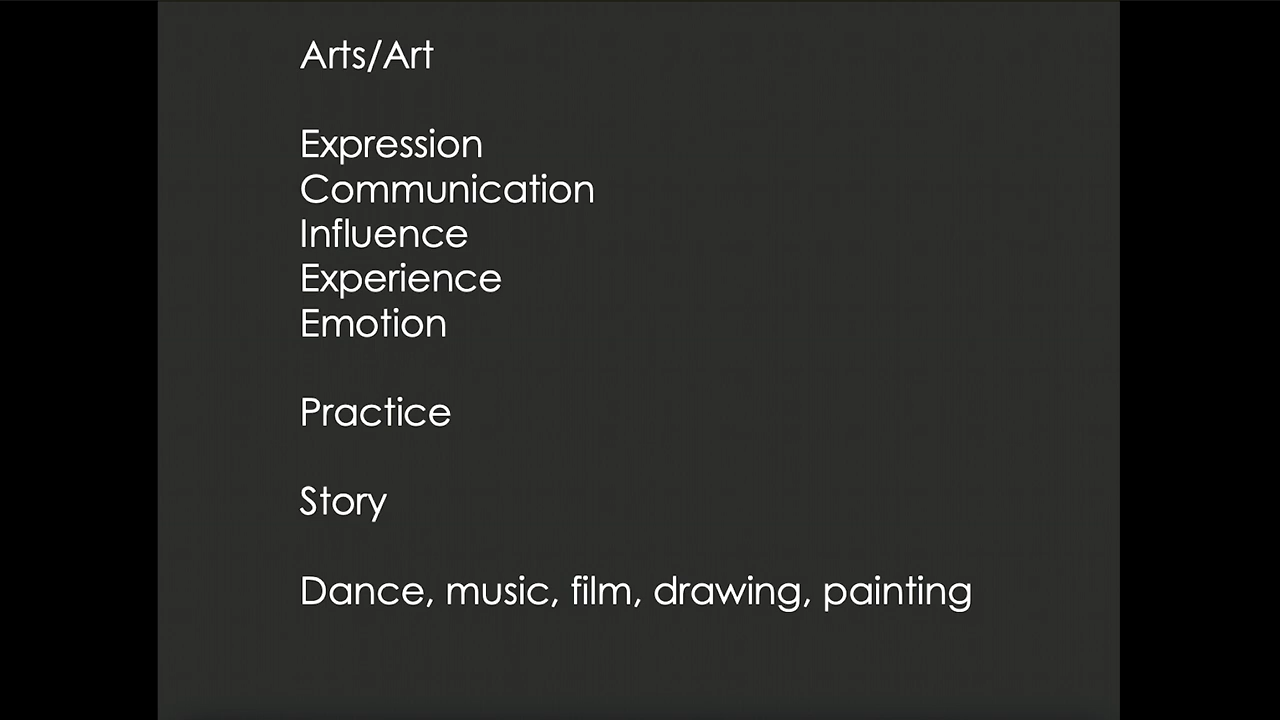 Arts/Art
Expression
Communication
Influence
Experience
Emotion
Practice
Story
Dance, music, film, drawing, painting